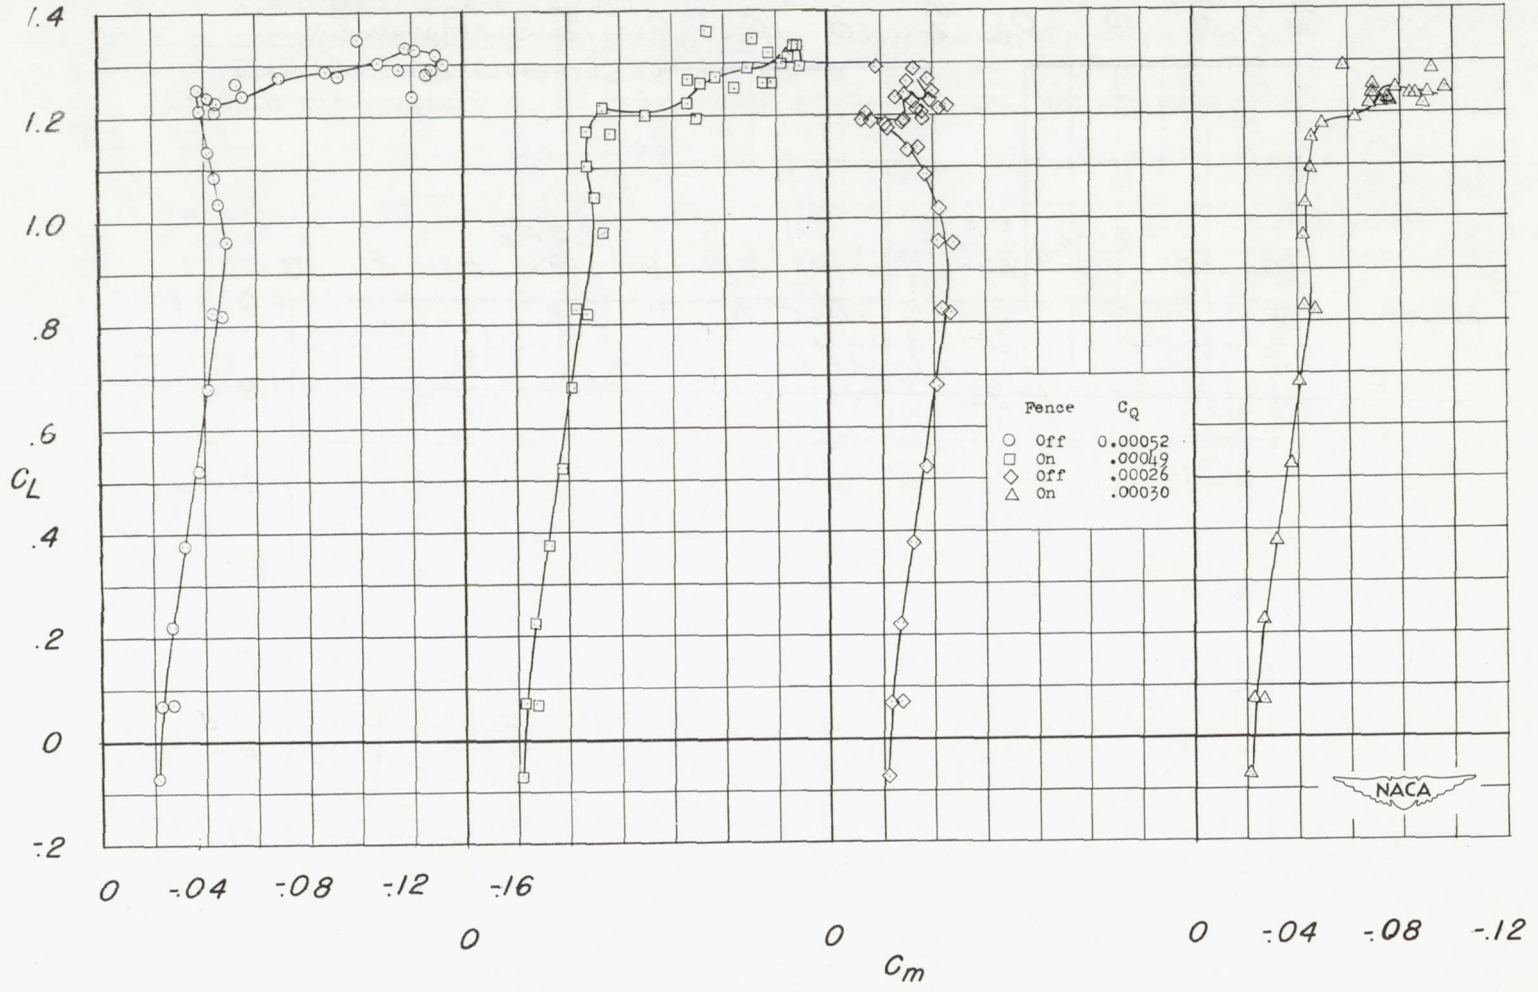 1.4
1.2
1.0
.8
.6
C_L
.4
.2
0
-.2
Fence C_Q
Off 0.00052
On .00049
Off .00026
On .00030
NACA
0 -.04 -.08 -.12 -.16
0 0 0 -.04 -.08 -.12
C_m